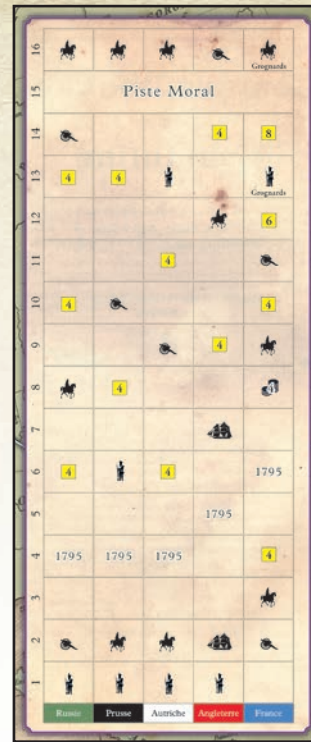 16 Grognards
15 Piste Moral
14 4 8
13 4 4 Grognards
12 6
11 4
10 4 4
9 4
8 4
7
6 4 4 1795
5 1795
4 1795 1795 1795 4
3
2
1
Russie Prusse Autriche Angleterre France